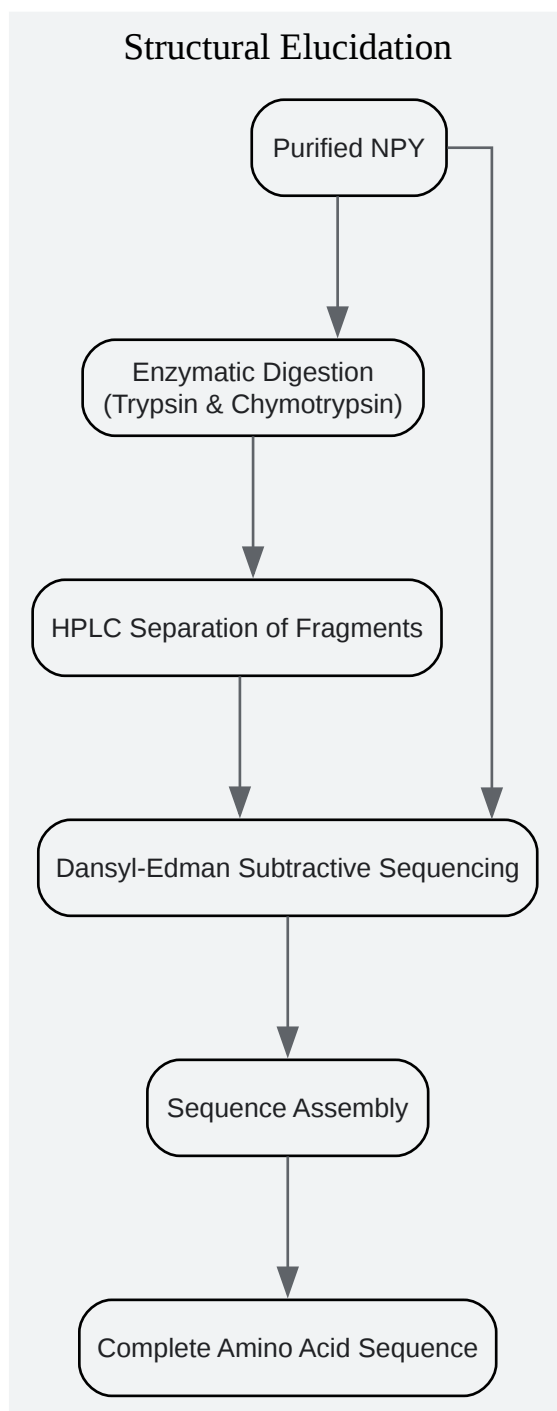 Structural Elucidation
Purified NPY
Enzymatic Digestion
(Trypsin & Chymotrypsin)
HPLC Separation of Fragments
Dansyl-Edman Subtractive Sequencing
Sequence Assembly
Complete Amino Acid Sequence